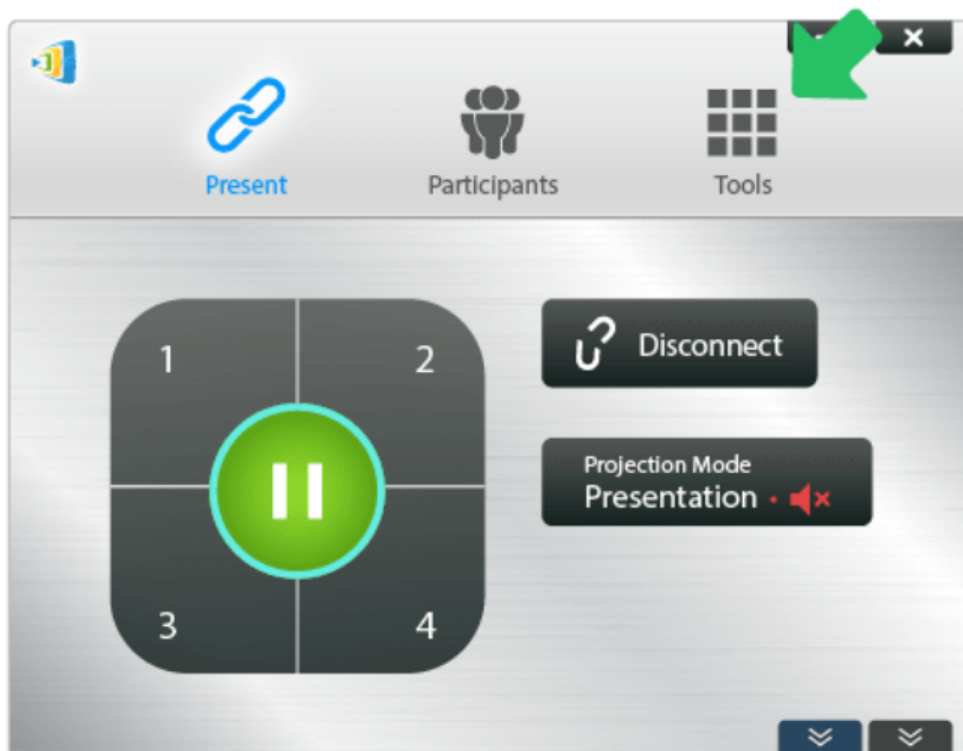 Present
Participants
Tools
1
2
3
4
Disconnect
Projection Mode
Presentation